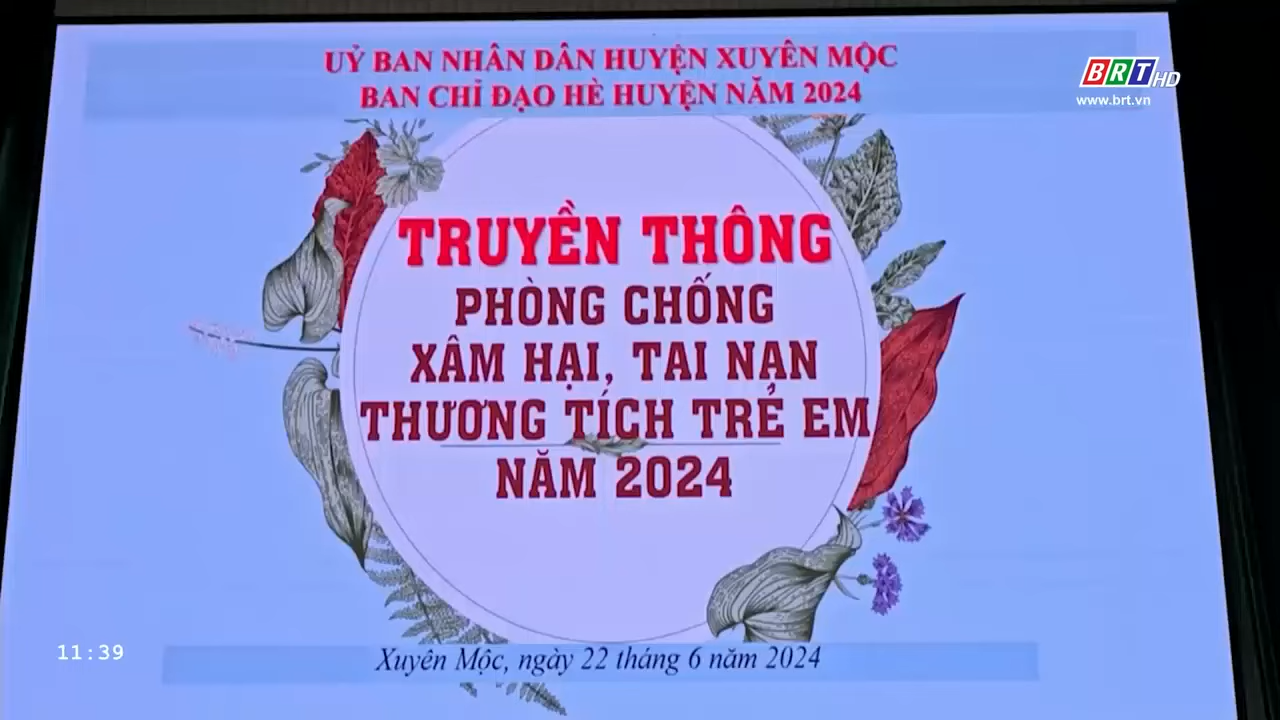 UỶ BAN NHÂN DÂN HUYỆN XUYÊN MỘC
BAN CHỈ ĐẠO HÈ HUYỆN NĂM 2024
BRT HD
www.brt.vn
TRUYỀN THÔNG
PHÒNG CHỐNG
XÂM HẠI, TAI NẠN
THƯƠNG TÍCH TRẺ EM
NĂM 2024
11:39
Xuyên Mộc, ngày 22 tháng 6 năm 2024